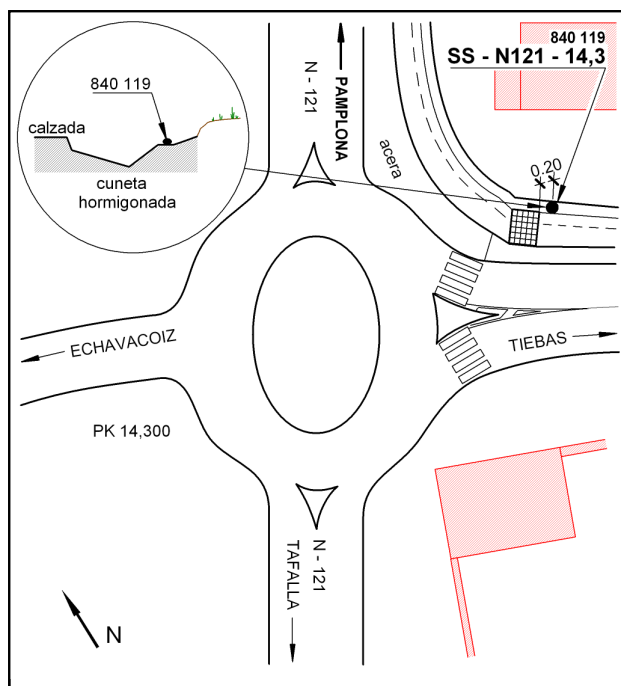 840 119
SS - N121 - 14,3
840 119
calzada
cuneta
hormigonada
N - 121
PAMPLONA
acera
0.20
ECHAVACOIZ
TIEBAS
PK 14,300
N - 121
TAFALLA
N